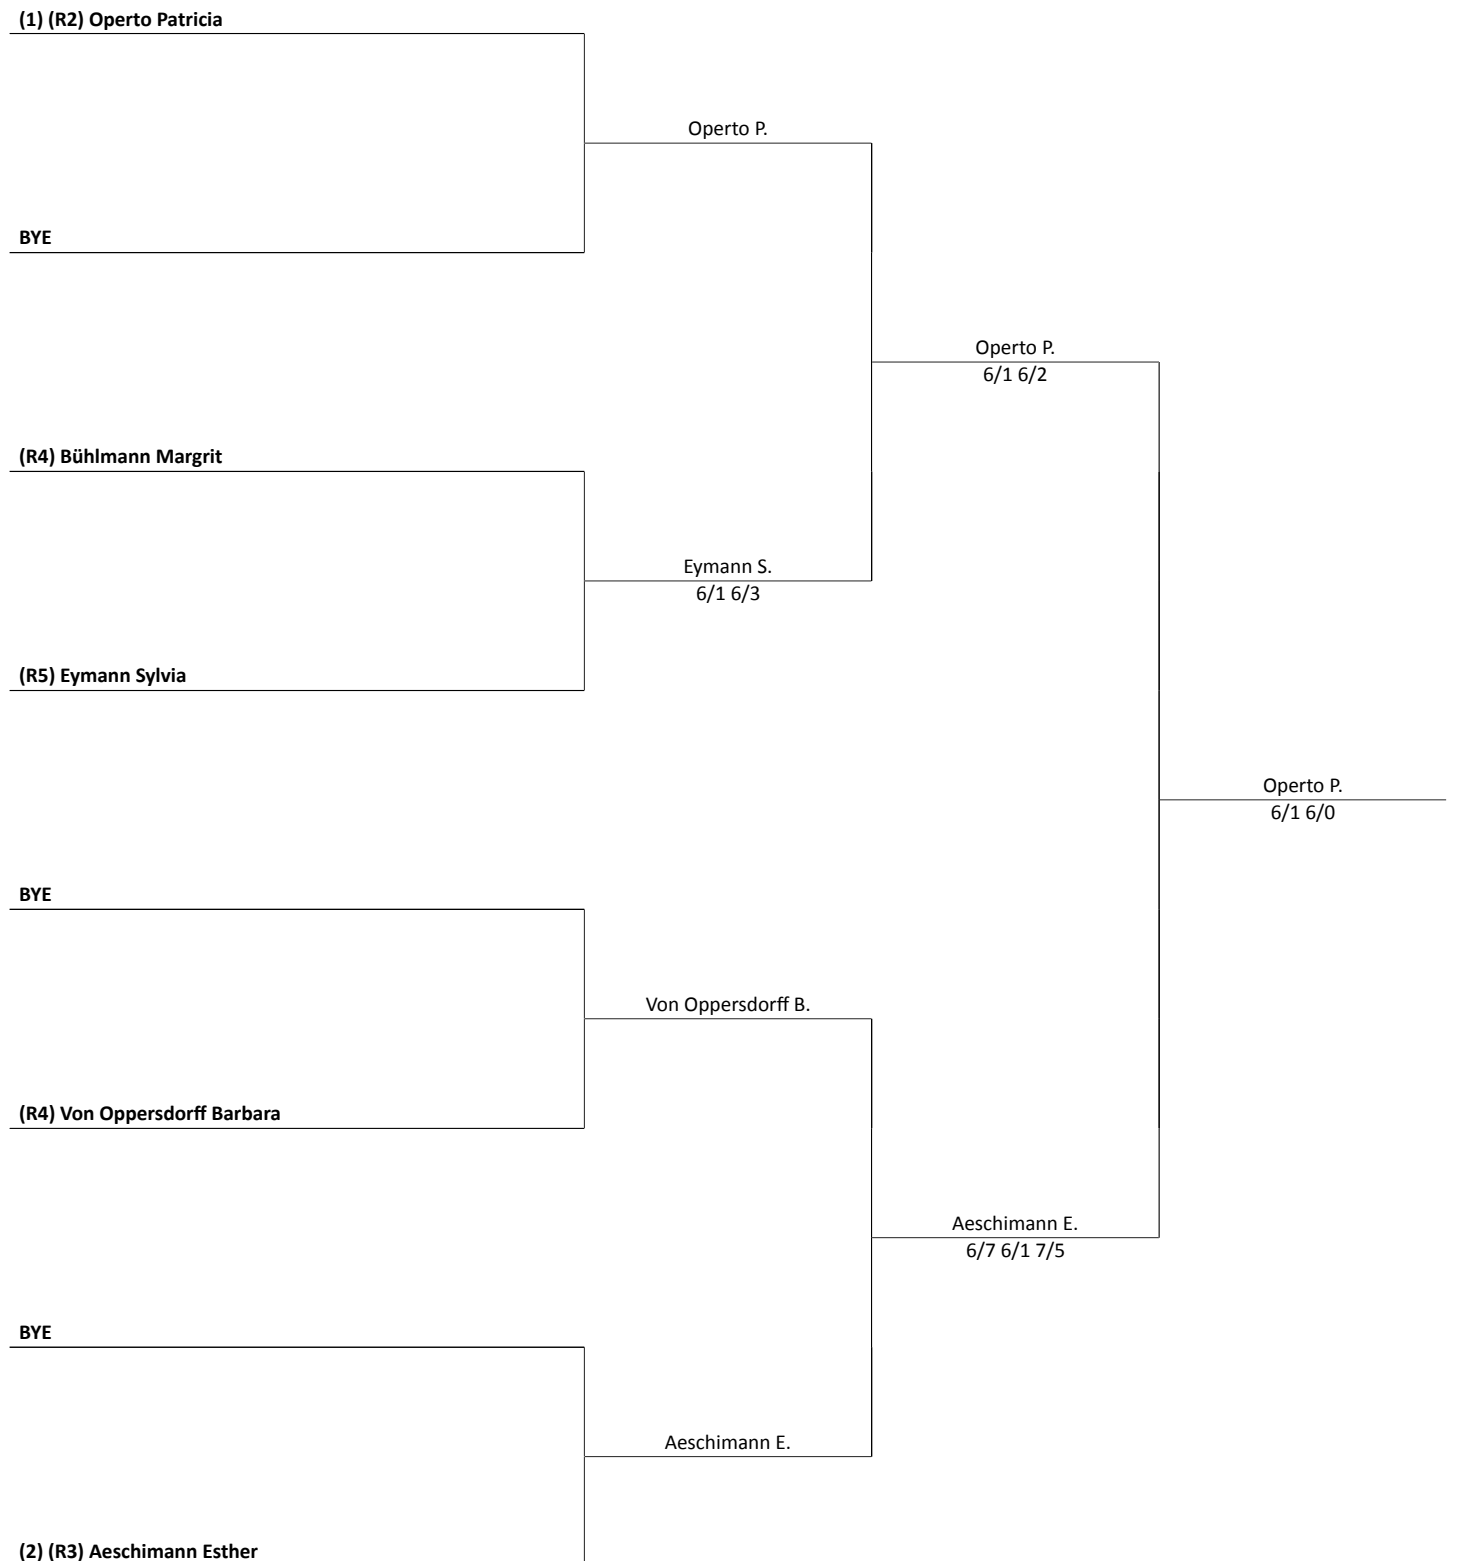 (1) (R2) Operto Patricia
Operto P.
BYE
Operto P.
6/1 6/2
(R4) Bühlmann Margrit
Eymann S.
6/1 6/3
(R5) Eymann Sylvia
Operto P.
6/1 6/0
BYE
Von Oppersdorff B.
(R4) Von Oppersdorff Barbara
Aeschimann E.
6/7 6/1 7/5
BYE
Aeschimann E.
(2) (R3) Aeschimann Esther